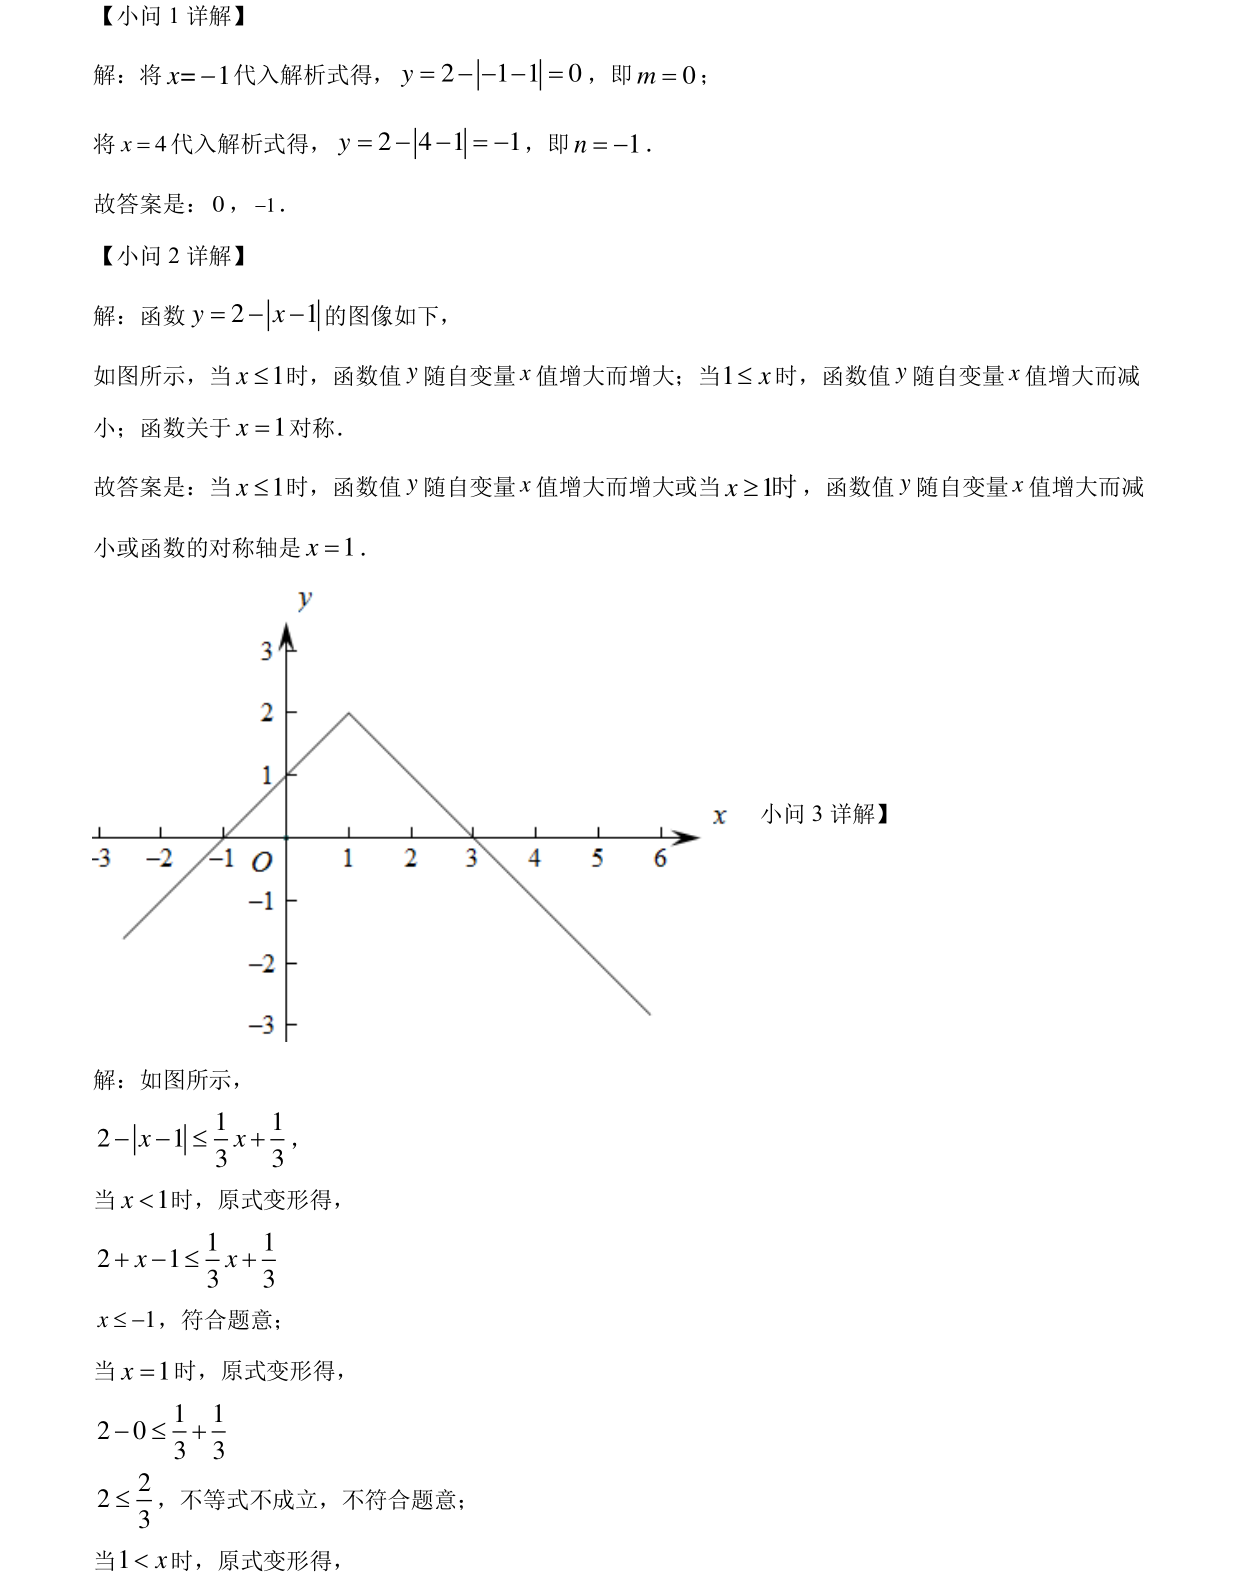 【小问 1 详解】
解：将 x= −1代入解析式得， y = 2−|−1−1| = 0，即 m = 0；
将 x = 4 代入解析式得， y = 2−|4−1| = −1，即 n = −1．
故答案是：0， −1．
【小问 2 详解】
解：函数 y = 2−|x−1| 的图像如下，
如图所示，当 x ≤ 1时，函数值 y 随自变量 x 值增大而增大；当1 ≤ x 时，函数值 y 随自变量 x 值增大而减
小；函数关于 x = 1 对称．
故答案是：当 x ≤ 1时，函数值 y 随自变量 x 值增大而增大或当 x ≥ 1时，函数值 y 随自变量 x 值增大而减
小或函数的对称轴是 x = 1．
y
3
2
1
x 小问 3 详解】
-3 −2 −1 O 1 2 3 4 5 6
−1
−2
−3
解：如图所示，
2−|x−1| ≤ 1/3 x + 1/3，
当 x < 1时，原式变形得，
2 + x −1 ≤ 1/3 x + 1/3
x ≤ −1，符合题意；
当 x = 1 时，原式变形得，
2−0 ≤ 1/3 + 1/3
2 ≤ 2/3，不等式不成立，不符合题意；
当1 < x 时，原式变形得，